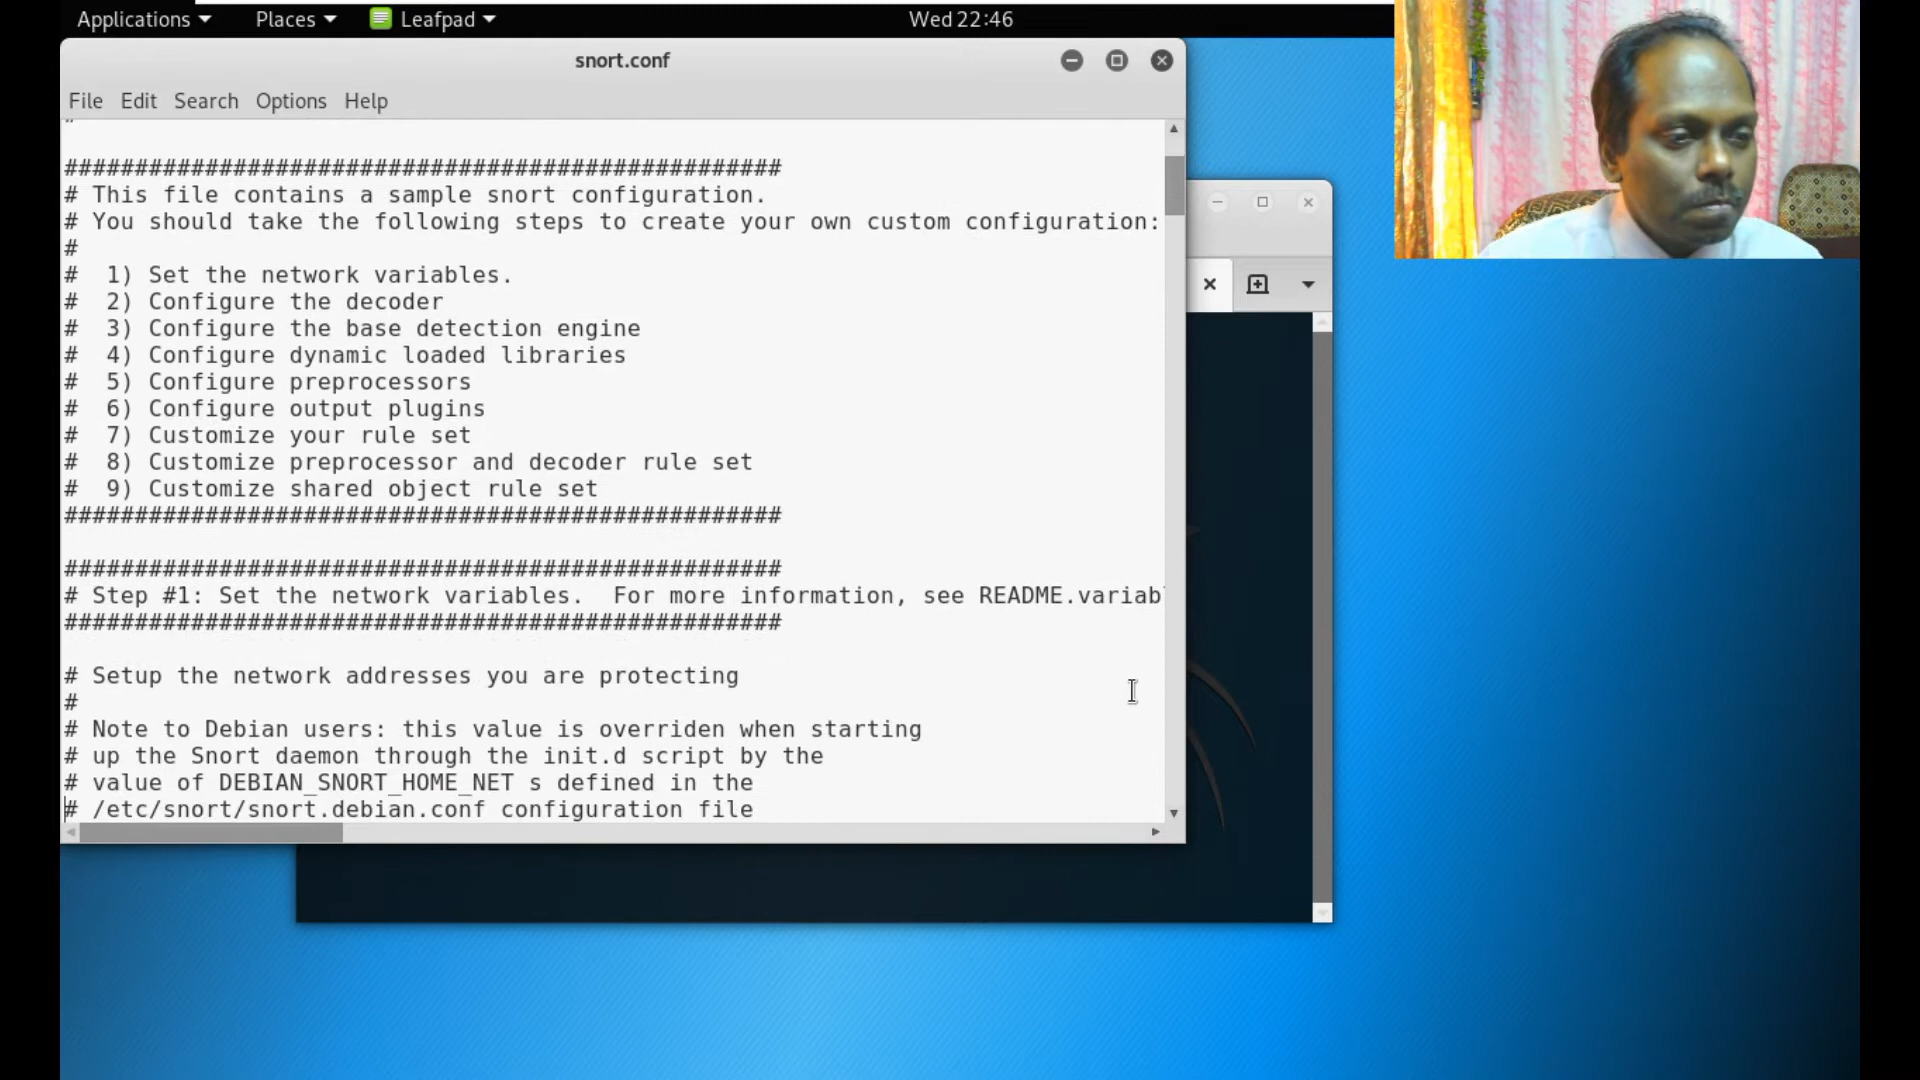 Applications Places Leafpad Wed 22:46
snort.conf
File Edit Search Options Help
#
###################################################
# This file contains a sample snort configuration.
# You should take the following steps to create your own custom configuration:
#
# 1) Set the network variables.
# 2) Configure the decoder
# 3) Configure the base detection engine
# 4) Configure dynamic loaded libraries
# 5) Configure preprocessors
# 6) Configure output plugins
# 7) Customize your rule set
# 8) Customize preprocessor and decoder rule set
# 9) Customize shared object rule set
###################################################
###################################################
# Step #1: Set the network variables. For more information, see README.variab
###################################################
# Setup the network addresses you are protecting
#
# Note to Debian users: this value is overriden when starting
# up the Snort daemon through the init.d script by the
# value of DEBIAN_SNORT_HOME_NET s defined in the
# /etc/snort/snort.debian.conf configuration file